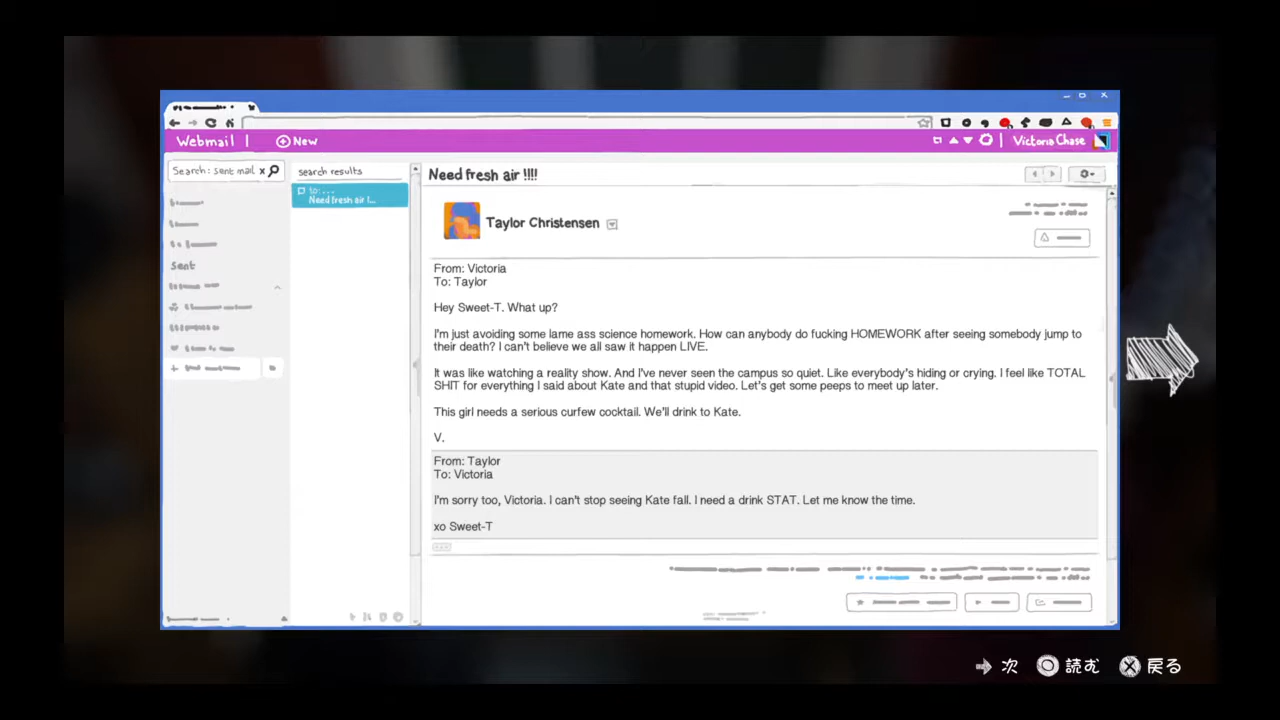 Webmail | New
Victoria Chase
Search: sent mail x
search results
Need fresh air !!!!
to: ...
Need fresh air !...
Taylor Christensen
Sent
From: Victoria
To: Taylor
Hey Sweet-T. What up?
I'm just avoiding some lame ass science homework. How can anybody do fucking HOMEWORK after seeing somebody jump to
their death? I can't believe we all saw it happen LIVE.
It was like watching a reality show. And I've never seen the campus so quiet. Like everybody's hiding or crying. I feel like TOTAL
SHIT for everything I said about Kate and that stupid video. Let's get some peeps to meet up later.
This girl needs a serious curfew cocktail. We'll drink to Kate.
V.
From: Taylor
To: Victoria
I'm sorry too, Victoria. I can't stop seeing Kate fall. I need a drink STAT. Let me know the time.
xo Sweet-T
次 読む 戻る